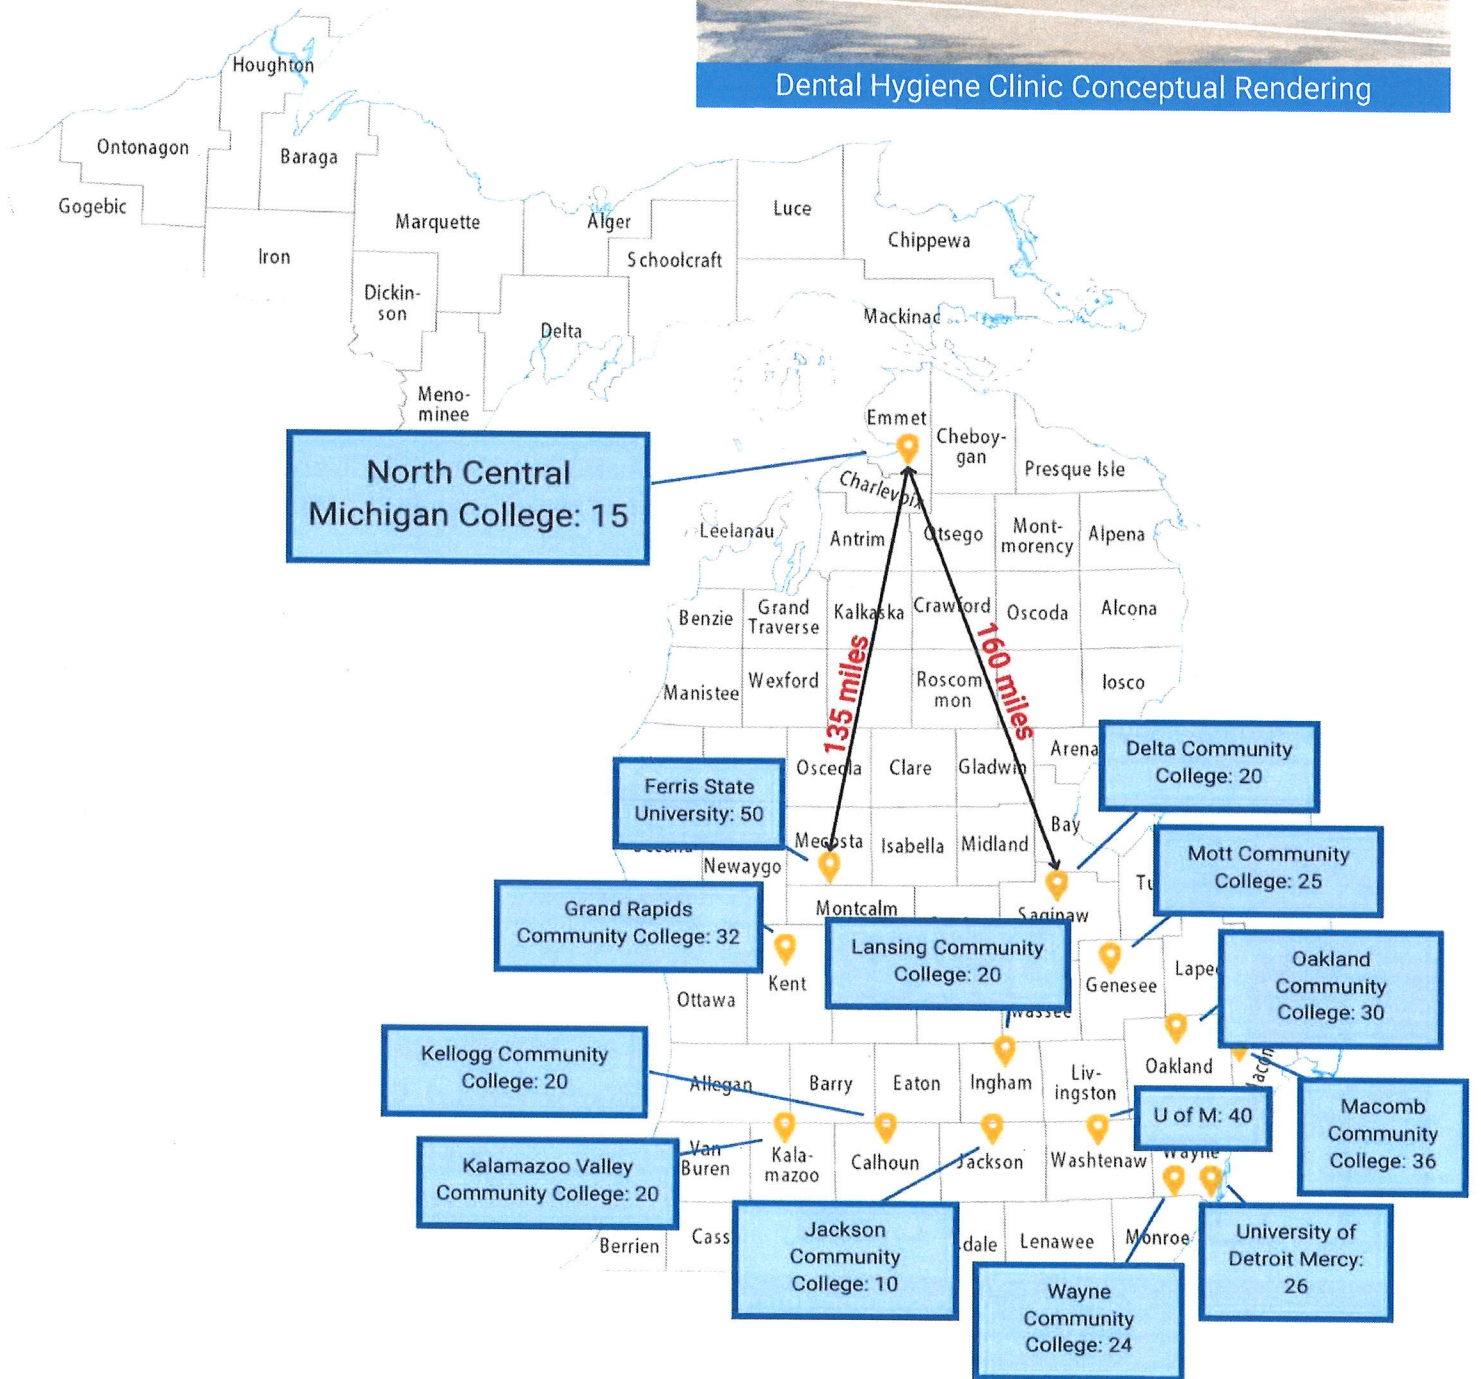 Dental Hygiene Clinic Conceptual Rendering
Houghton
Ontonagon
Baraga
Gogebic
Marquette
Alger
Luce
Iron
Schoolcraft
Chippewa
Dickin-
son
Delta
Mackinac
Meno-
minee
Emmet
Cheboy-
gan
Presque Isle
North Central
Michigan College: 15
Charlevoix
Leelanau
Antrim
Otsego
Mont-
morency
Alpena
Benzie
Grand
Traverse
Kalkaska
Crawford
Oscoda
Alcona
135 miles
160 miles
Manistee
Wexford
Roscom
mon
Iosco
Osceola
Clare
Gladwin
Arena
Delta Community
College: 20
Ferris State
University: 50
Mecosta
Isabella
Midland
Bay
Newaygo
Mott Community
College: 25
Tu
Grand Rapids
Community College: 32
Montcalm
Saginaw
Lansing Community
College: 20
Kent
Ottawa
Genesee
Lape
Oakland
Community
College: 30
wassee
Kellogg Community
College: 20
Allegan
Barry
Eaton
Ingham
Liv-
ingston
Oakland
Macomb
Community
College: 36
U of M: 40
Kalamazoo Valley
Community College: 20
Van
Buren
Kala-
mazoo
Calhoun
Jackson
Washtenaw
Wayne
Berrien
Cass
Jackson
Community
College: 10
dale
Lenawee
Monroe
University of
Detroit Mercy:
26
Wayne
Community
College: 24